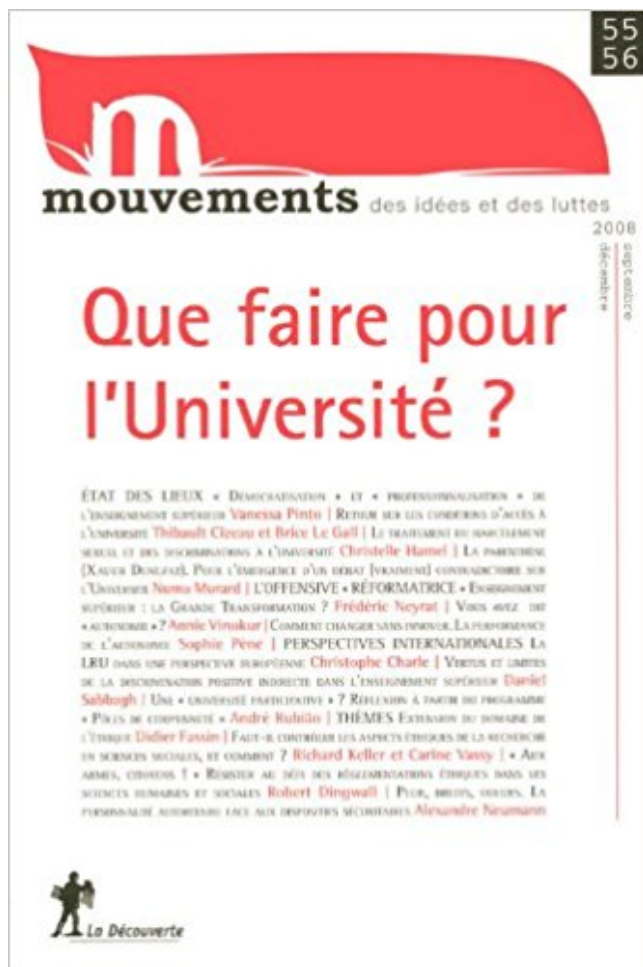 55
56
m
mouvements des idées et des luttes
2008
septembre
décembre
Que faire pour
l'Université ?
ÉTAT DES LIEUX « DÉMOCRATISATION » ET « PROFESSIONNALISATION » DE
L'ENSEIGNEMENT SUPÉRIEUR Vanessa Pinto | RETOUR SUR LES CONDITIONS D'ACCÈS À
L'UNIVERSITÉ Thibault Cizeau et Brice Le Gall | LE TRAITEMENT DU HARCÈLEMENT
SEXUEL ET DES DISCRIMINATIONS À L'UNIVERSITÉ Christelle Hamel | LA PARENTHÈSE
(XAVIER DUNEZAT). POUR L'ÉMERGENCE D'UN DÉBAT (VRAIMENT) CONTRADICTOIRE SUR
L'UNIVERSITÉ Numa Murard | L'OFFENSIVE « RÉFORMATRICE » ENSEIGNEMENT
SUPÉRIEUR : LA GRANDE TRANSFORMATION ? Frédéric Neyrat | VOUS AVEZ DIT
« AUTONOMIE » ? Annie Vinokur | COMMENT CHANGER SANS INNOVER. LA PERFORMANCE
DE L'AUTONOMIE Sophie Pène | PERSPECTIVES INTERNATIONALES LA
LRU DANS UNE PERSPECTIVE EUROPÉENNE Christophe Charle | VERTUS ET LIMITES
DE LA DISCRIMINATION POSITIVE INDIRECTE DANS L'ENSEIGNEMENT SUPÉRIEUR Daniel
Sabbagh | UNE « UNIVERSITÉ PARTICIPATIVE » ? RÉFLEXION À PARTIR DU PROGRAMME
« PÔLES DE CITOYENNETÉ » André Rubião | THÈMES EXTENSION DU DOMAINE DE
L'ÉTHIQUE Didier Fassin | FAUT-IL CONTRÔLER LES ASPECTS ÉTHIQUES DE LA RECHERCHE
EN SCIENCES SOCIALES, ET COMMENT ? Richard Keller et Carine Vassy | « AUX
ARMES, CITOYENS ! » RÉSISTER AU DÉFI DES RÉGLEMENTATIONS ÉTHIQUES DANS LES
SCIENCES HUMAINES ET SOCIALES Robert Dingwall | PEUR, BRUITS, ODEURS. LA
PERSONNALITÉ AUTORITAIRE FACE AUX DISPOSITIFS SÉCURITAIRES Alexandre Neumann
La Découverte